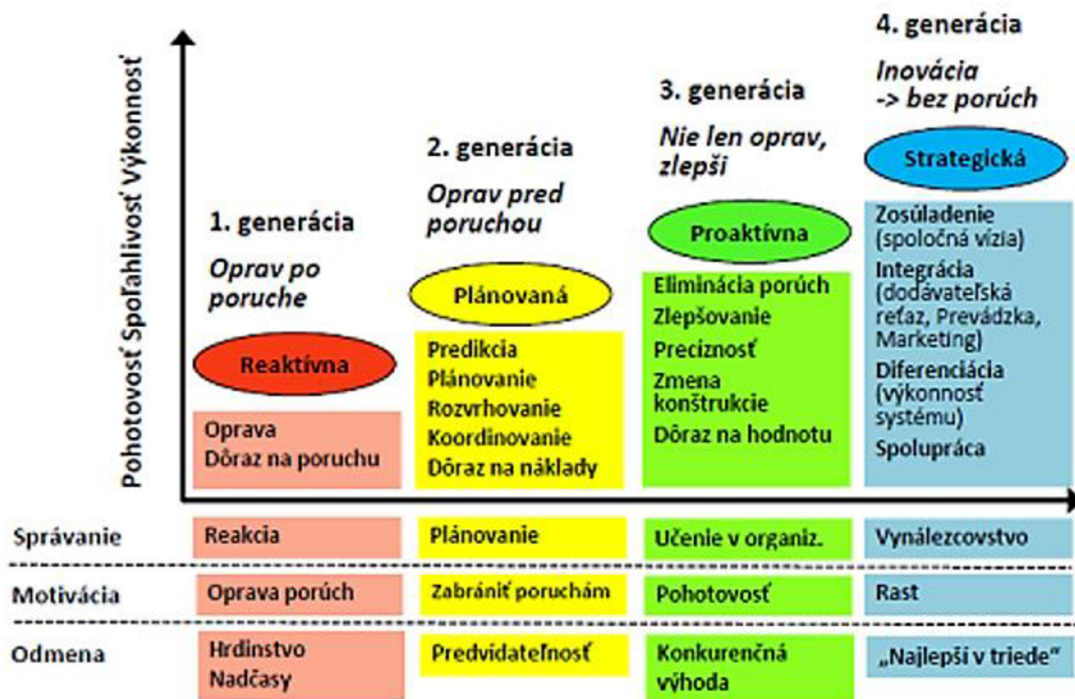 Pohotovosť Spoľahlivosť Výkonnosť
1. generácia
Oprav po
poruche
Reaktívna
Oprava
Dôraz na poruchu
2. generácia
Oprav pred
poruchou
Plánovaná
Predikcia
Plánovanie
Rozvrhovanie
Koordinovanie
Dôraz na náklady
3. generácia
Nie len oprav,
zlepši
Proaktívna
Eliminácia porúch
Zlepšovanie
Preciznosť
Zmena
konštrukcie
Dôraz na hodnotu
4. generácia
Inovácia
-> bez porúch
Strategická
Zosúladenie
(spoločná vízia)
Integrácia
(dodávateľská
reťaz, Prevádzka,
Marketing)
Diferenciácia
(výkonnosť
systému)
Spolupráca
Správanie
Reakcia
Plánovanie
Učenie v organiz.
Vynálezcovstvo
Motivácia
Oprava porúch
Zabrániť poruchám
Pohotovosť
Rast
Odmena
Hrdinstvo
Nadčasy
Predvídateľnosť
Konkurenčná
výhoda
„Najlepší v triede“